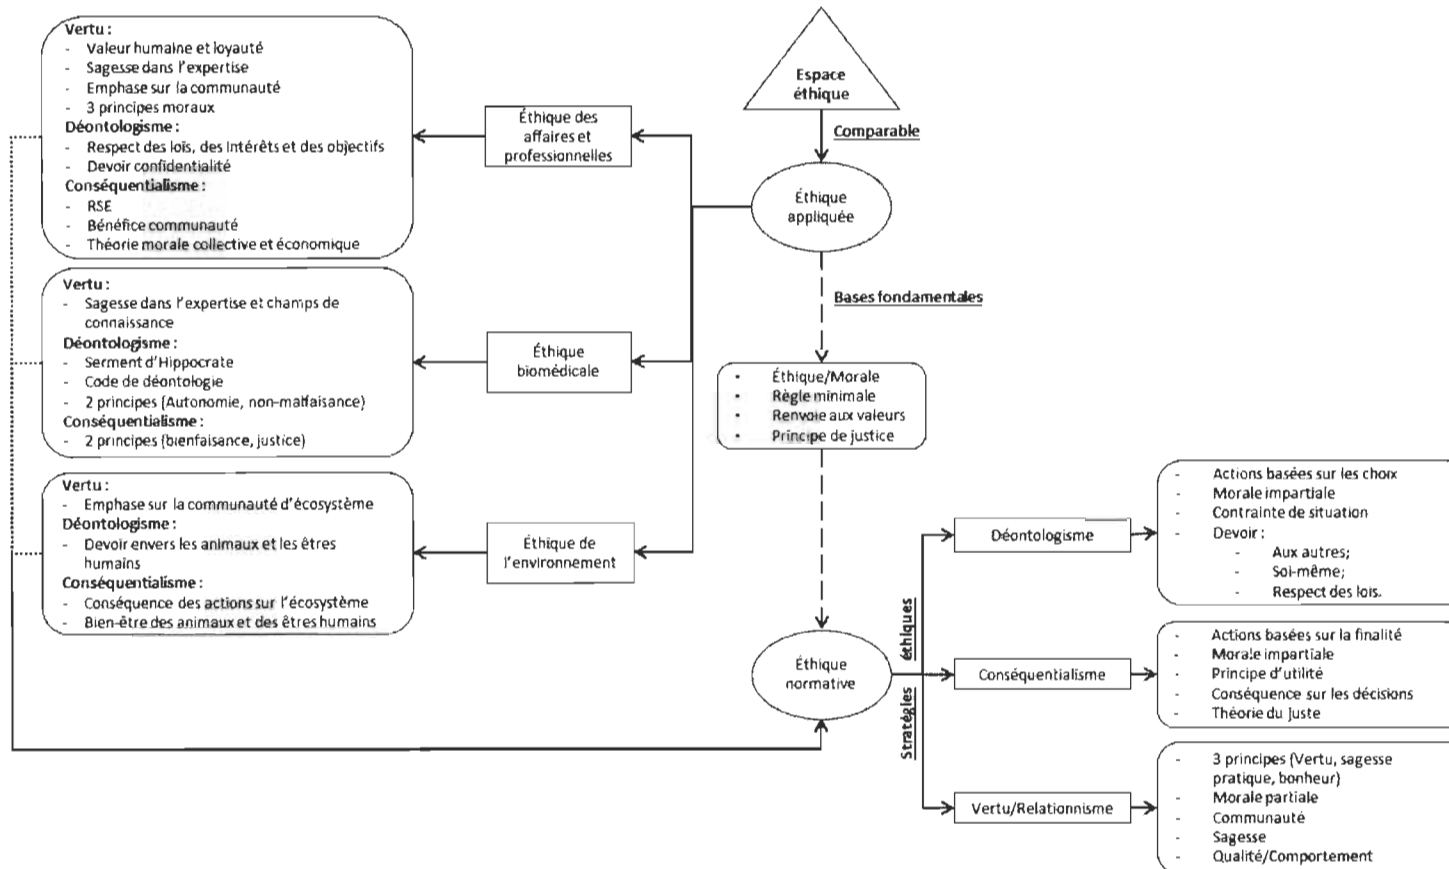 Vertu :
- Valeur humaine et loyauté
- Sagesse dans l'expertise
- Emphase sur la communauté
- 3 principes moraux
Déontologisme :
- Respect des lois, des intérêts et des objectifs
- Devoir confidentialité
Conséquentialisme :
- RSE
- Bénéfice communauté
- Théorie morale collective et économique
Vertu :
- Sagesse dans l'expertise et champs de
connaissance
Déontologisme :
- Serment d'Hippocrate
- Code de déontologie
- 2 principes (Autonomie, non-malfaisance)
Conséquentialisme :
- 2 principes (bienfaisance, justice)
Vertu :
- Emphase sur la communauté d'écosystème
Déontologisme :
- Devoir envers les animaux et les êtres
humains
Conséquentialisme :
- Conséquence des actions sur l'écosystème
- Bien-être des animaux et des êtres humains
Éthique des
affaires et
professionnelles
Éthique
biomédicale
Éthique de
l'environnement
Espace
éthique
Comparable
Éthique
appliquée
Bases fondamentales
• Éthique/Morale
• Règle minimale
• Renvoie aux valeurs
• Principe de justice
Éthique
normative
Stratégies éthiques
Déontologisme
Conséquentialisme
Vertu/Relationnisme
- Actions basées sur les choix
- Morale impartiale
- Contrainte de situation
- Devoir :
- Aux autres;
- Soi-même;
- Respect des lois.
- Actions basées sur la finalité
- Morale impartiale
- Principe d'utilité
- Conséquence sur les décisions
- Théorie du juste
- 3 principes (Vertu, sagesse
pratique, bonheur)
- Morale partiale
- Communauté
- Sagesse
- Qualité/Comportement